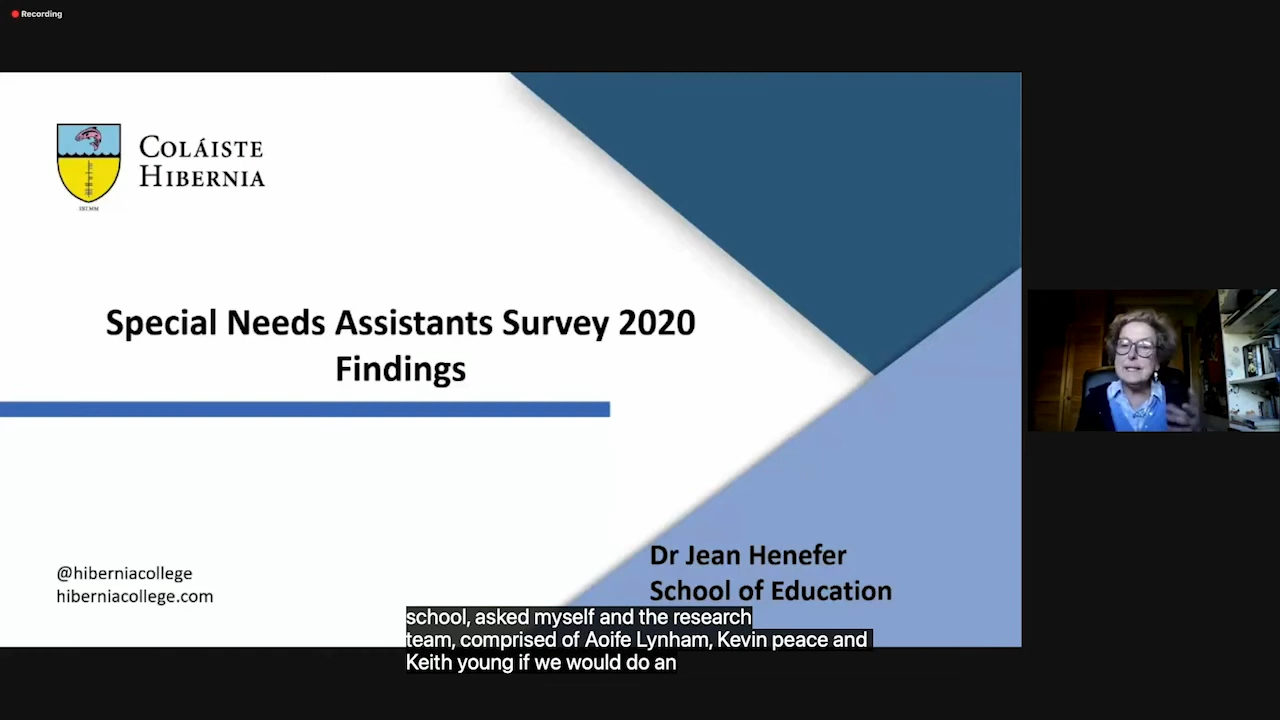 Recording
COLÁISTE
HIBERNIA
Special Needs Assistants Survey 2020
Findings
Dr Jean Henefer
School of Education
@hiberniacollege
hiberniacollege.com
school, asked myself and the research
team, comprised of Aoife Lynham, Kevin peace and
Keith young if we would do an